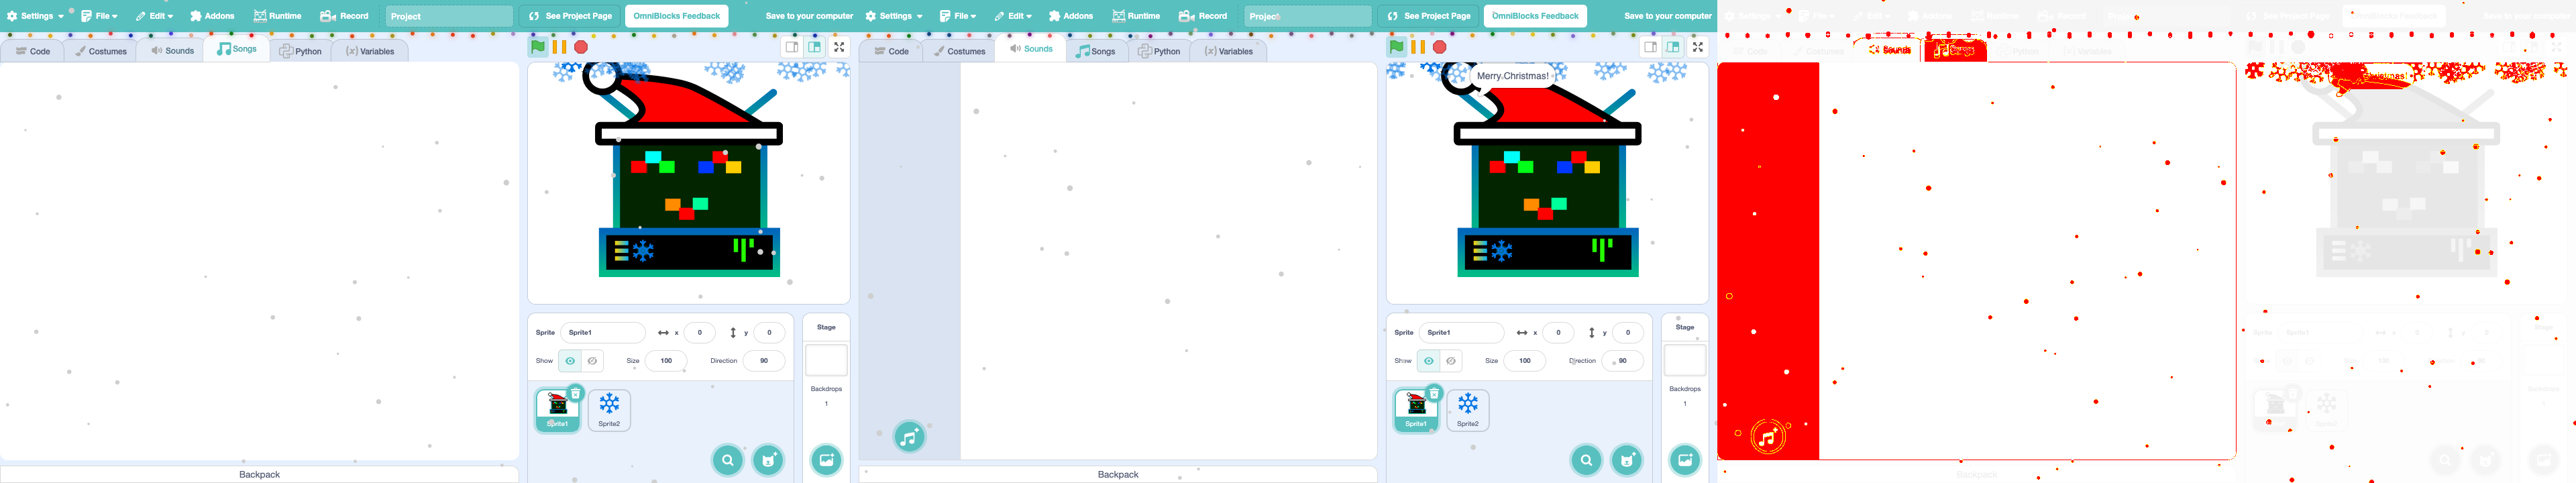 Settings File Edit Addons Runtime Record Project See Project Page OmniBlocks Feedback Save to your computer
Code Costumes Sounds Songs Python (x) Variables
Sprite Sprite1 x 0 y 0
Show Size 100 Direction 90
Stage
Backdrops
1
Sprite1 Sprite2
Backpack
Settings File Edit Addons Runtime Record Project See Project Page OmniBlocks Feedback Save to your computer
Code Costumes Sounds Songs Python (x) Variables
Merry Christmas!
Sprite Sprite1 x 0 y 0
Show Size 100 Direction 90
Stage
Backdrops
1
Sprite1 Sprite2
Backpack
Sounds
Christmas!
Backpack